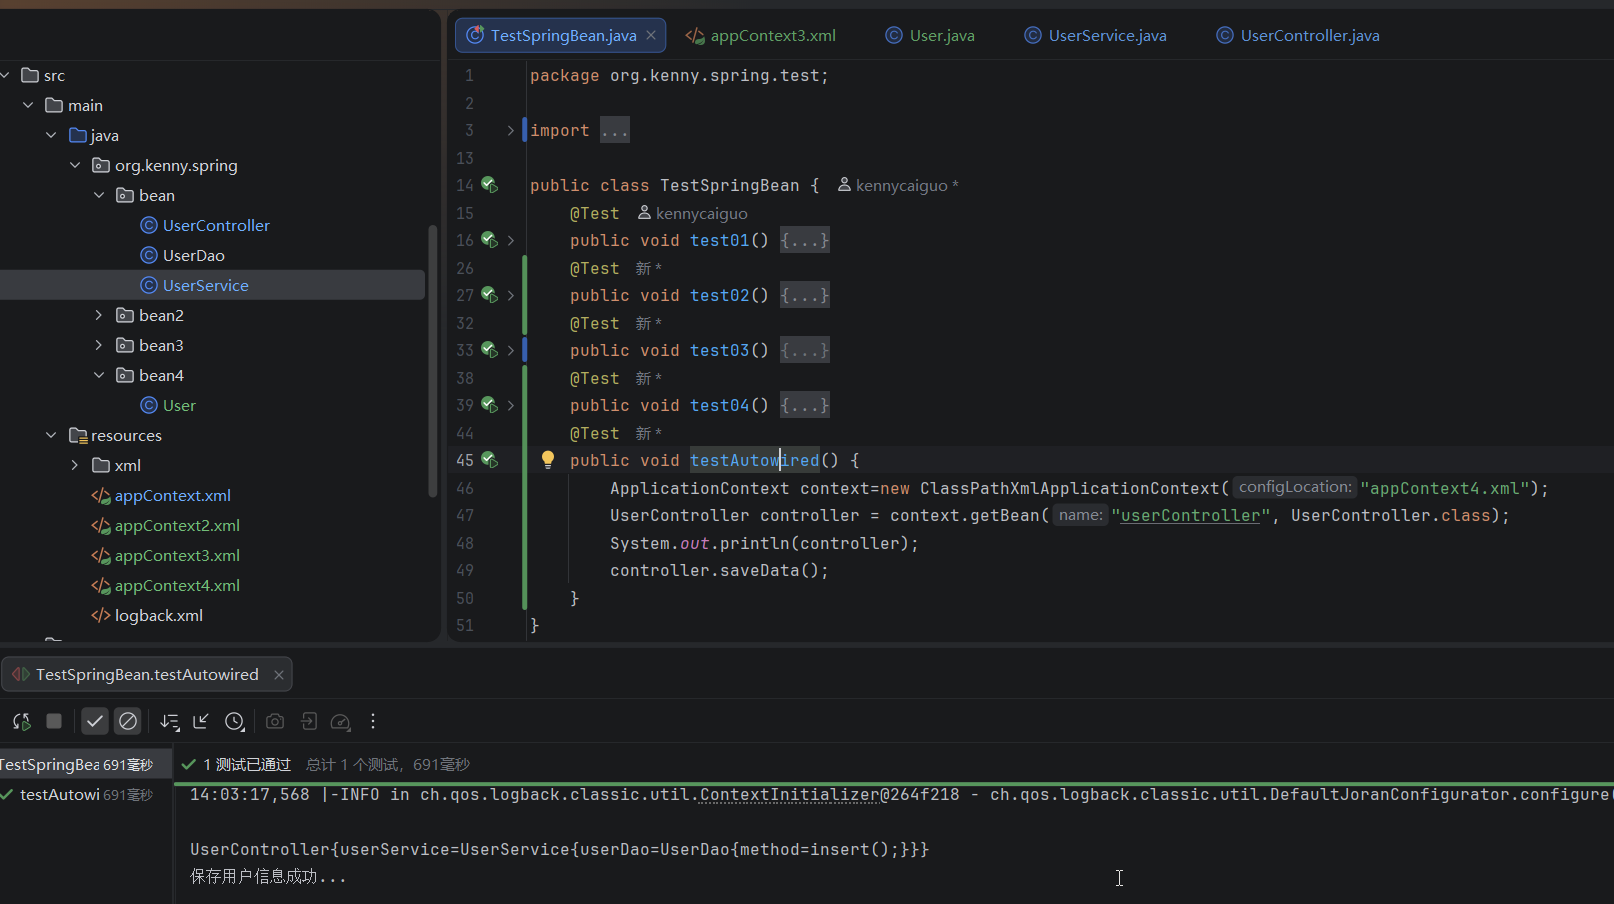 TestSpringBean.java
appContext3.xml
User.java
UserService.java
UserController.java
src
main
java
org.kenny.spring
bean
UserController
UserDao
UserService
bean2
bean3
bean4
User
resources
xml
appContext.xml
appContext2.xml
appContext3.xml
appContext4.xml
logback.xml
1 package org.kenny.spring.test;
2
3 import ...
13
14 public class TestSpringBean { kennycaiguo *
15 @Test kennycaiguo
16 public void test01() {...}
26 @Test 新 *
27 public void test02() {...}
32 @Test 新 *
33 public void test03() {...}
38 @Test 新 *
39 public void test04() {...}
44 @Test 新 *
45 public void testAutowired() {
46 ApplicationContext context=new ClassPathXmlApplicationContext( configLocation: "appContext4.xml");
47 UserController controller = context.getBean( name: "userController", UserController.class);
48 System.out.println(controller);
49 controller.saveData();
50 }
51 }
TestSpringBean.testAutowired
TestSpringBea 691毫秒
testAutowi 691毫秒
1 测试已通过 总计 1 个测试, 691毫秒
14:03:17,568 |-INFO in ch.qos.logback.classic.util.ContextInitializer@264f218 - ch.qos.logback.classic.util.DefaultJoranConfigurator.configure(
UserController{userService=UserService{userDao=UserDao{method=insert();}}}
保存用户信息成功...